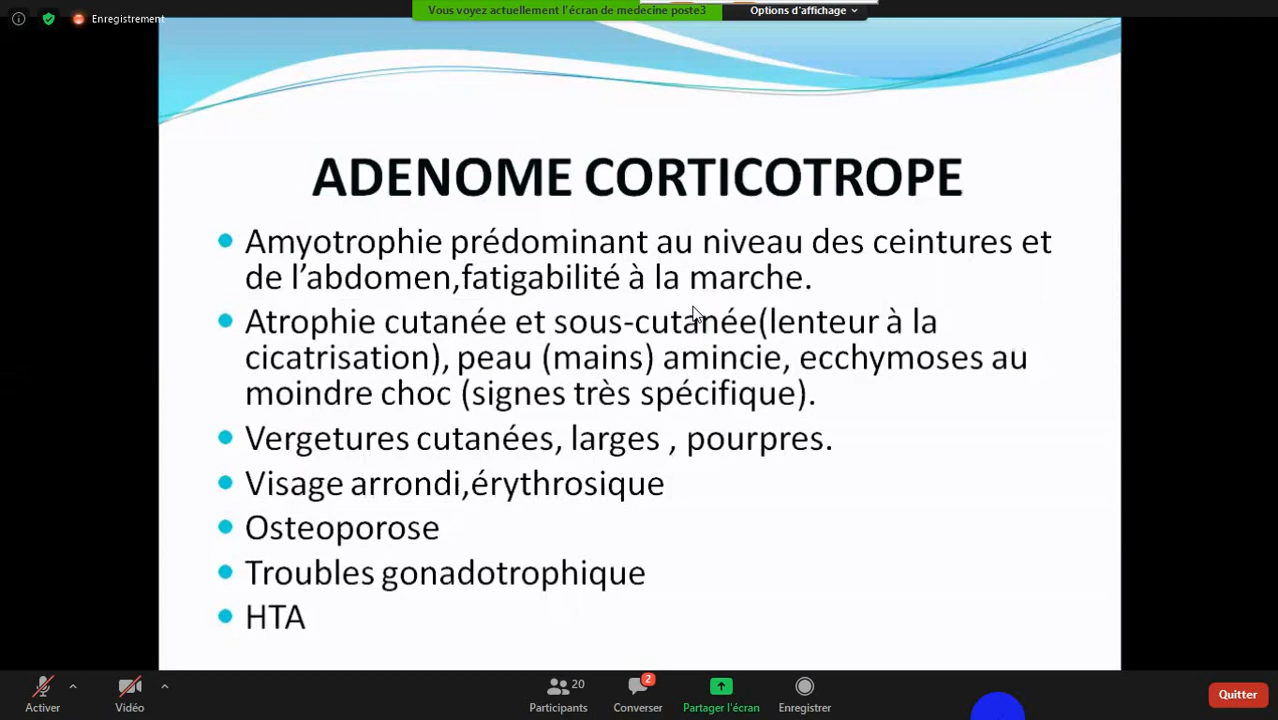 Enregistrement
Vous voyez actuellement l'écran de medecine poste3
Options d'affichage
ADENOME CORTICOTROPE
Amyotrophie prédominant au niveau des ceintures et
de l'abdomen,fatigabilité à la marche.
Atrophie cutanée et sous-cutanée(lenteur à la
cicatrisation), peau (mains) amincie, ecchymoses au
moindre choc (signes très spécifique).
Vergetures cutanées, larges , pourpres.
Visage arrondi,érythrosique
Osteoporose
Troubles gonadotrophique
HTA
Activer
Vidéo
20
Participants
2
Converser
Partager l'écran
Enregistrer
Quitter